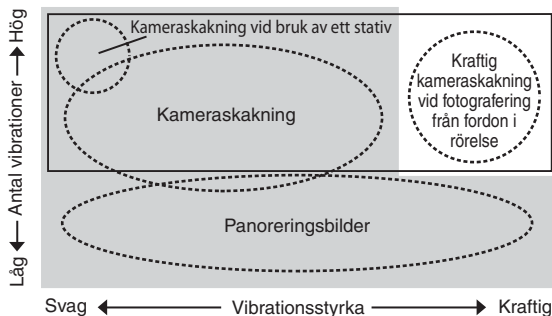 Hög
Antal vibrationer
Låg
Kameraskakning vid bruk av ett stativ
Kameraskakning
Kraftig
kameraskakning
vid fotografering
från fordon i
rörelse
Panoreringsbilder
Svag
Vibrationsstyrka
Kraftig